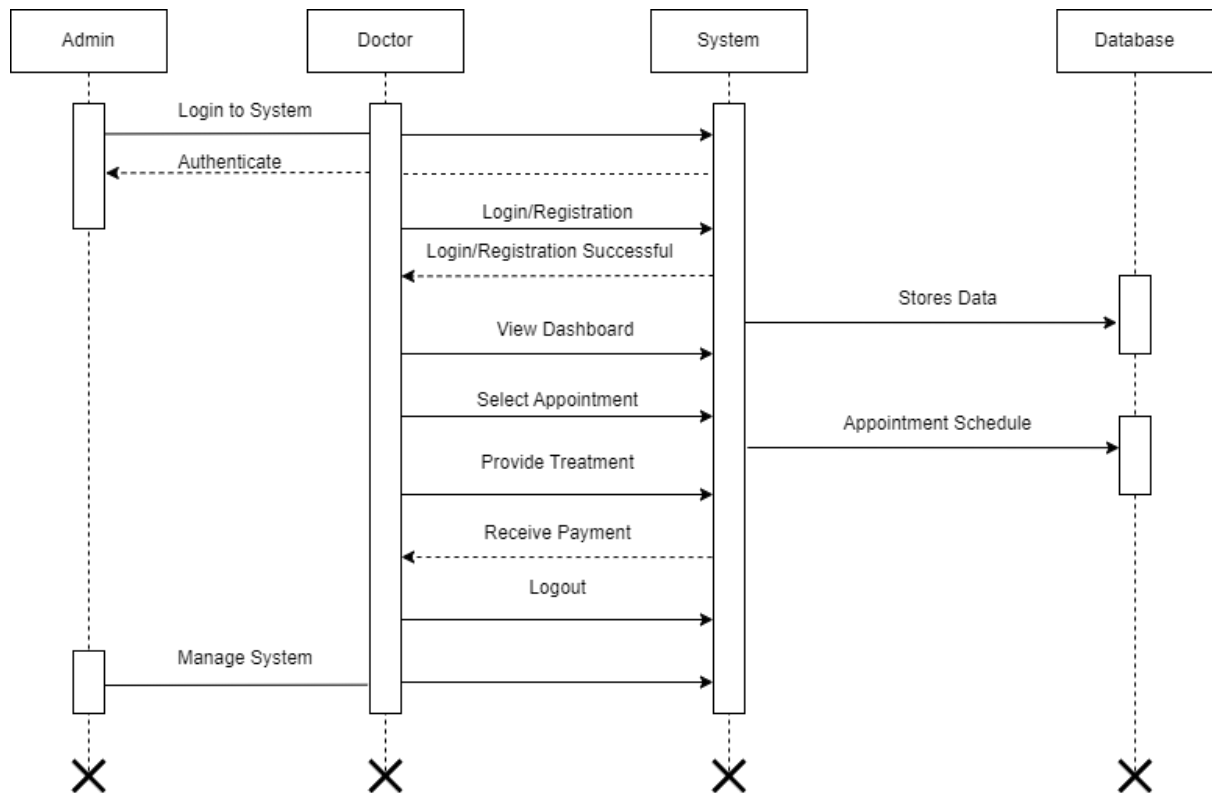 Admin
Doctor
System
Database
Login to System
Authenticate
Login/Registration
Login/Registration Successful
Stores Data
View Dashboard
Select Appointment
Appointment Schedule
Provide Treatment
Receive Payment
Logout
Manage System